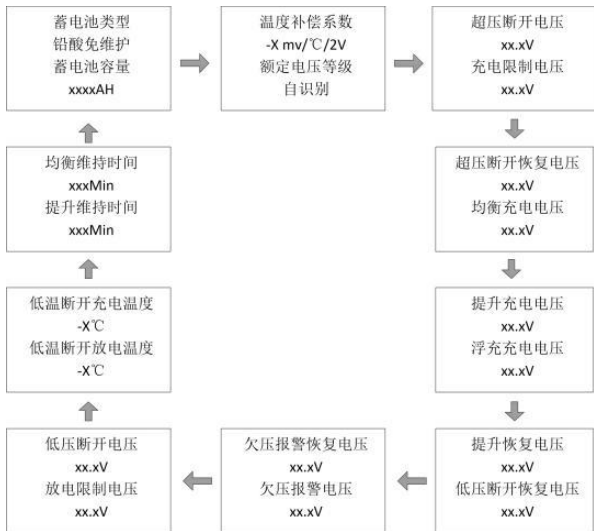 蓄电池类型
铅酸免维护
蓄电池容量
xxxxAH
温度补偿系数
-X mv/℃/2V
额定电压等级
自识别
超压断开电压
xx.xV
充电限制电压
xx.xV
超压断开恢复电压
xx.xV
均衡充电电压
xx.xV
提升充电电压
xx.xV
浮充充电电压
xx.xV
提升恢复电压
xx.xV
低压断开恢复电压
xx.xV
欠压报警恢复电压
xx.xV
欠压报警电压
xx.xV
低压断开电压
xx.xV
放电限制电压
xx.xV
低温断开充电温度
-X℃
低温断开放电温度
-X℃
均衡维持时间
xxxMin
提升维持时间
xxxMin